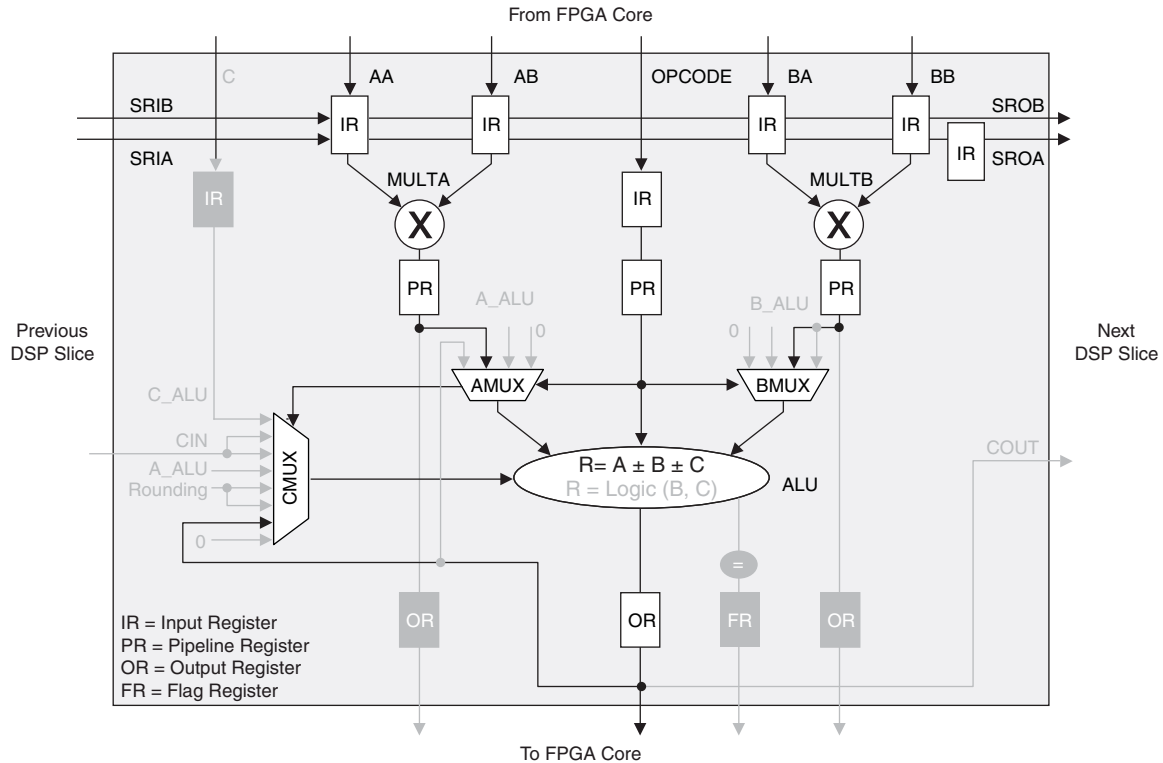 From FPGA Core
C
AA
AB
OPCODE
BA
BB
SRIB
SROB
IR
IR
IR
IR
SRIA
IR
SROA
MULTA
MULTB
IR
IR
X
X
PR
PR
PR
A_ALU
B_ALU
0
0
Previous
DSP Slice
Next
DSP Slice
AMUX
BMUX
C_ALU
CIN
COUT
A_ALU
Rounding
CMUX
R= A ± B ± C
R = Logic (B, C)
ALU
0
=
OR
OR
FR
OR
IR = Input Register
PR = Pipeline Register
OR = Output Register
FR = Flag Register
To FPGA Core